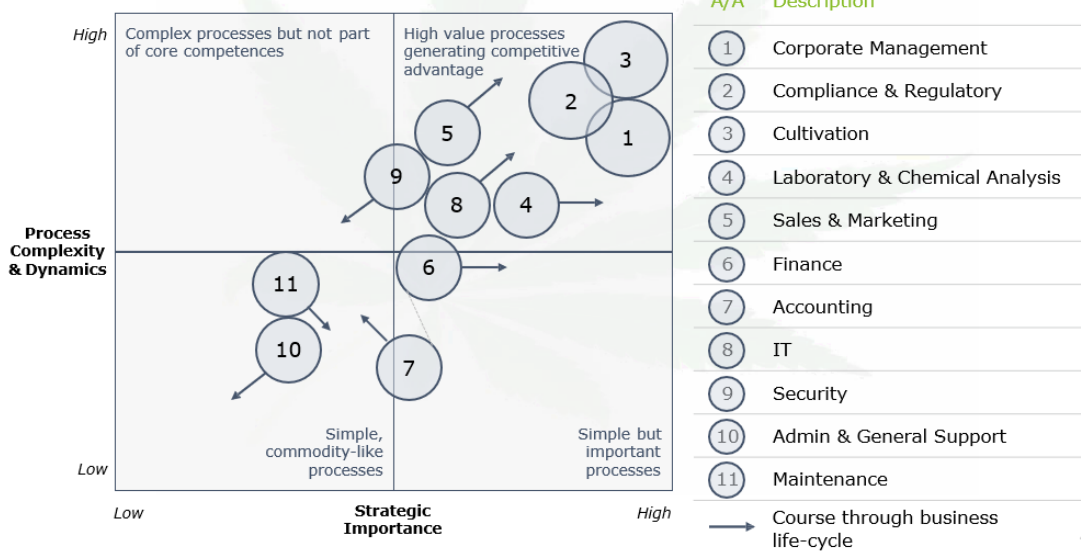 High
Complex processes but not part
of core competences
High value processes
generating competitive
advantage
3
2
1
5
9
8
4
Process
Complexity
& Dynamics
6
11
10
7
Simple,
commodity-like
processes
Simple but
important
processes
Low
Low
Strategic
Importance
High
A/A Description
1 Corporate Management
2 Compliance & Regulatory
3 Cultivation
4 Laboratory & Chemical Analysis
5 Sales & Marketing
6 Finance
7 Accounting
8 IT
9 Security
10 Admin & General Support
11 Maintenance
Course through business
life-cycle